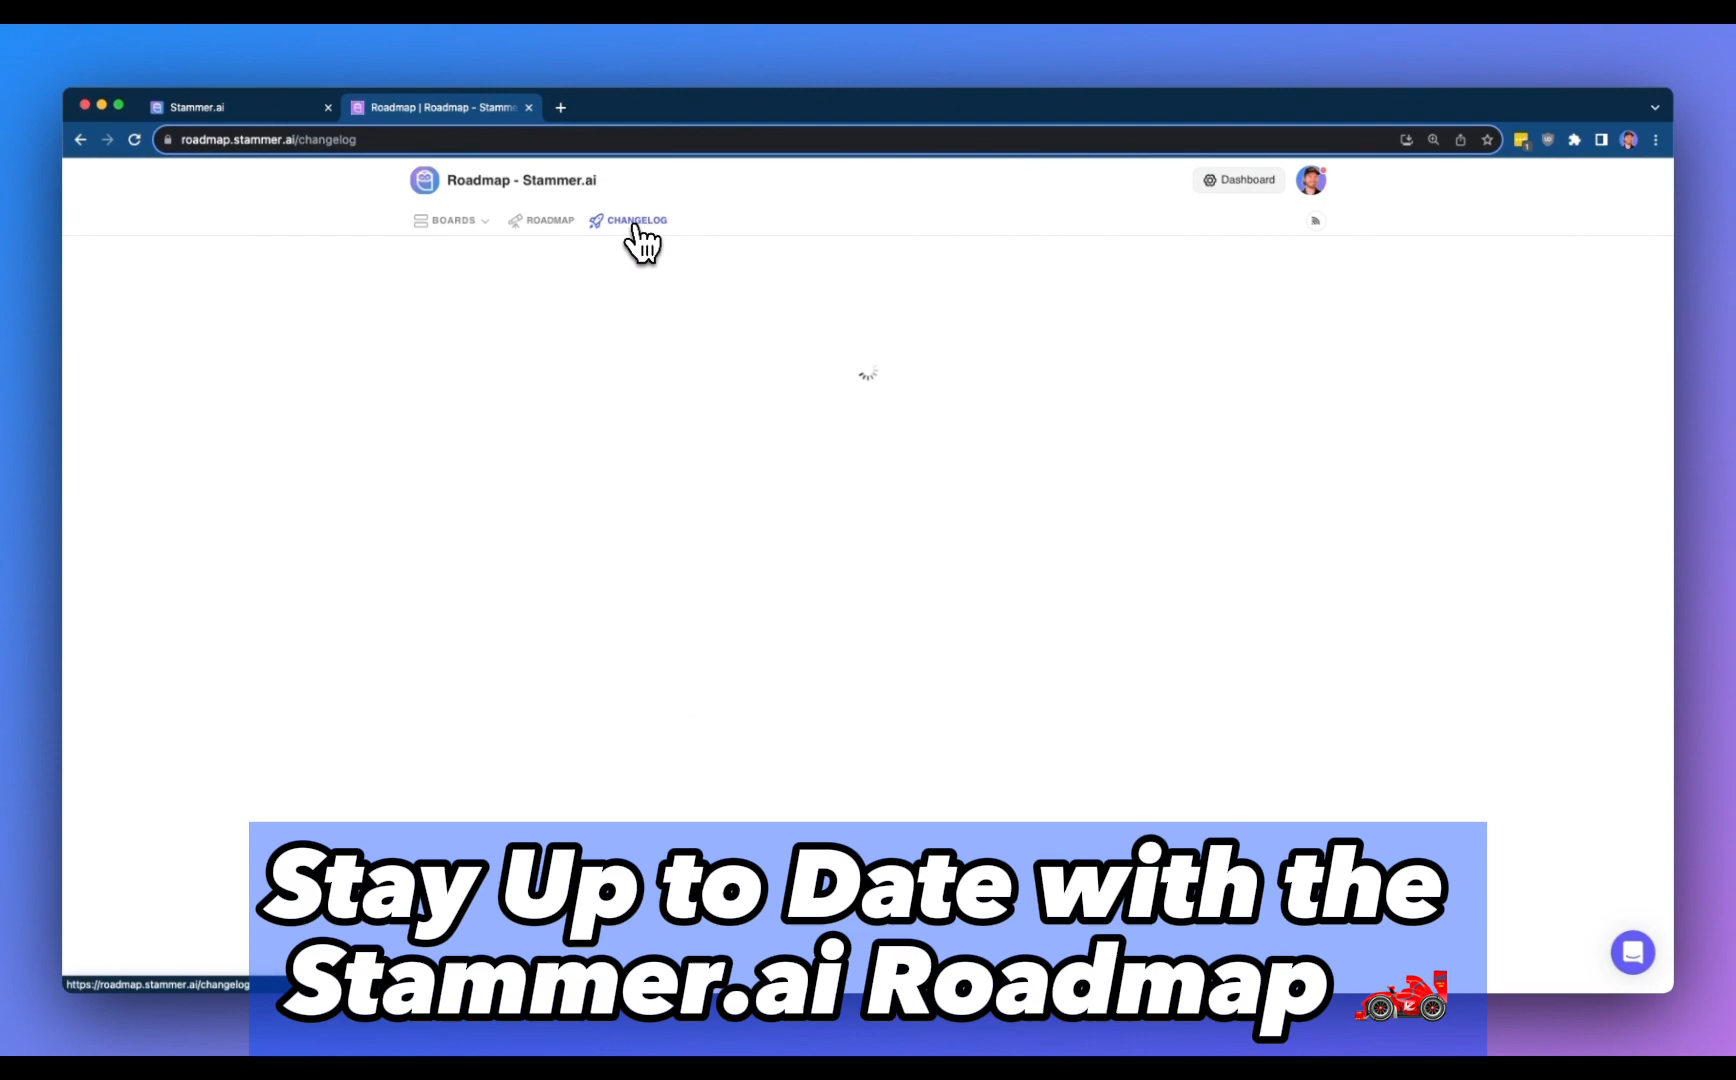 Stammer.ai
Roadmap | Roadmap - Stamme
roadmap.stammer.ai/changelog
Roadmap - Stammer.ai
Dashboard
BOARDS
ROADMAP
CHANGELOG
Stay Up to Date with the
Stammer.ai Roadmap
https://roadmap.stammer.ai/changelog